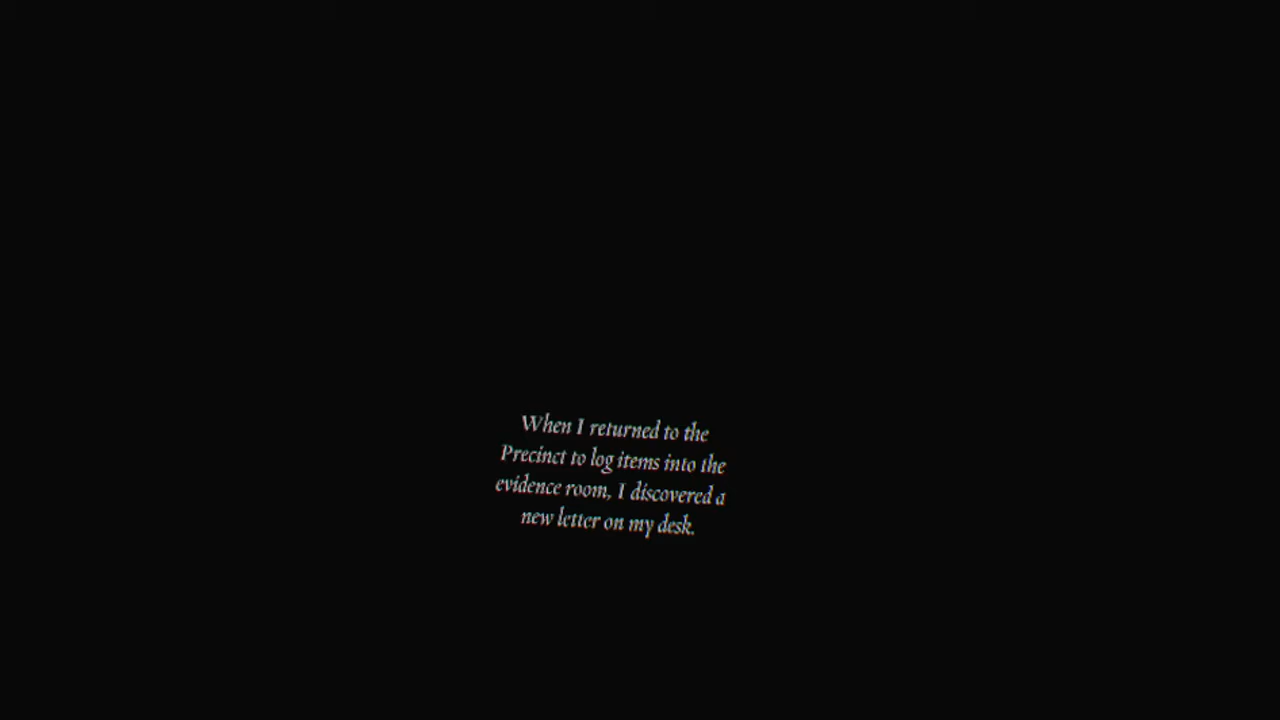 When I returned to the
Precinct to log items into the
evidence room, I discovered a
new letter on my desk.